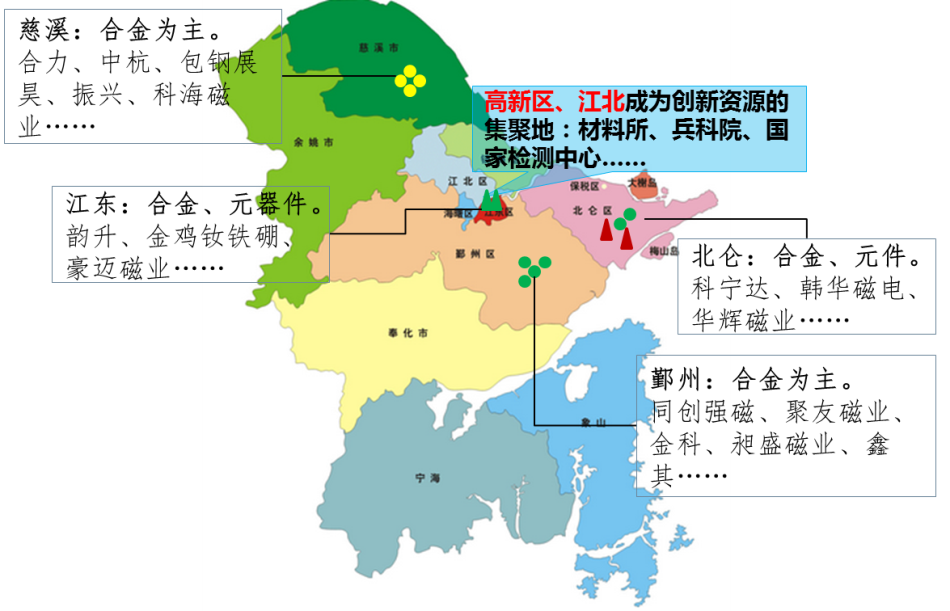 慈溪：合金为主。
合力、中杭、包钢展
昊、振兴、科海磁
业……
慈溪市
高新区、江北成为创新资源的
集聚地：材料所、兵科院、国
家检测中心……
余姚市
江北区
保税区
大榭岛
江东：合金、元器件。
韵升、金鸡钕铁硼、
豪迈磁业……
海曙区
江东区
北仑区
梅山岛
鄞州区
北仑：合金、元件。
科宁达、韩华磁电、
华辉磁业……
奉化市
鄞州：合金为主。
同创强磁、聚友磁业、
金科、昶盛磁业、鑫
其……
象山
宁海